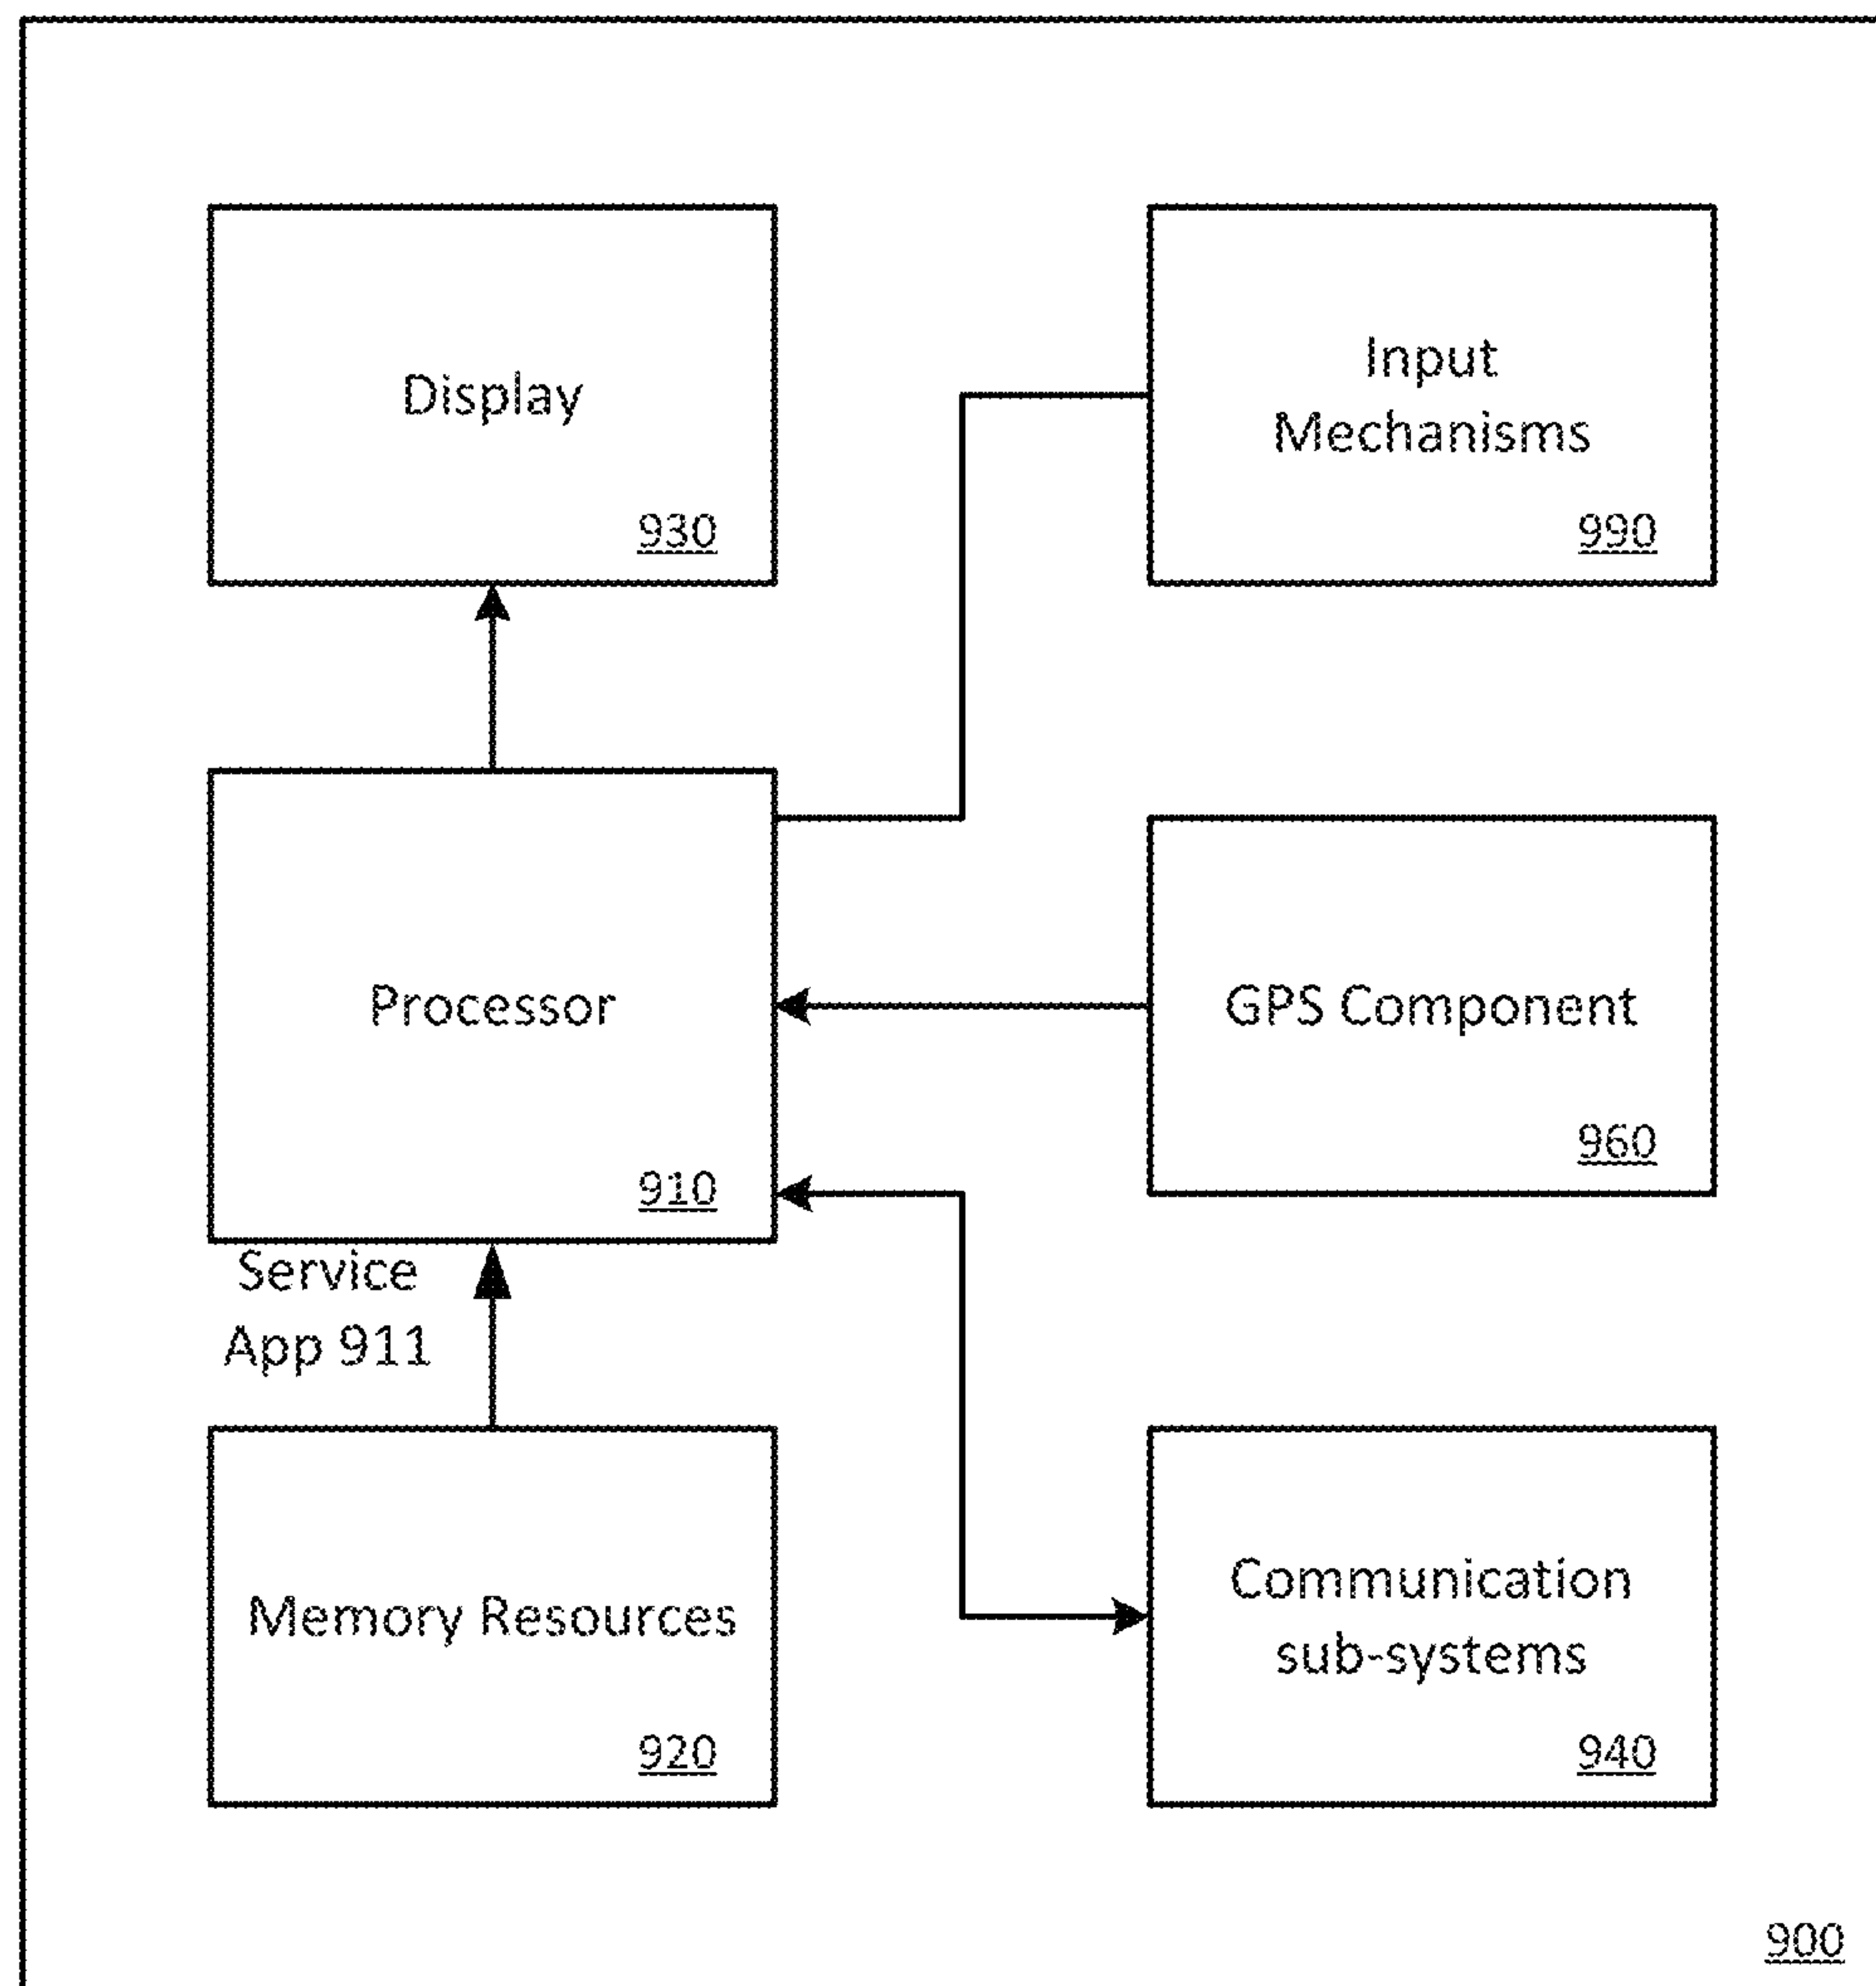 Display
930
Input
Mechanisms
990
Processor
910
GPS Component
960
Service
App 911
Memory Resources
920
Communication
sub-systems
940
900